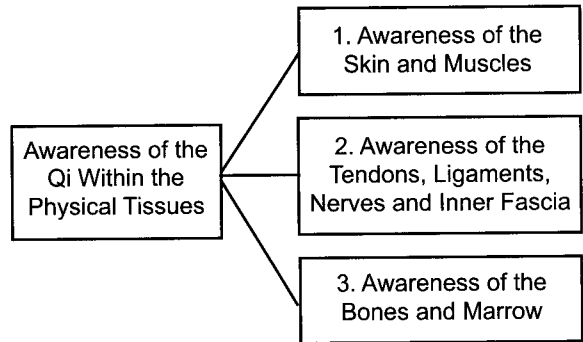 Awareness of the
Qi Within the
Physical Tissues
1. Awareness of the
Skin and Muscles
2. Awareness of the
Tendons, Ligaments,
Nerves and Inner Fascia
3. Awareness of the
Bones and Marrow